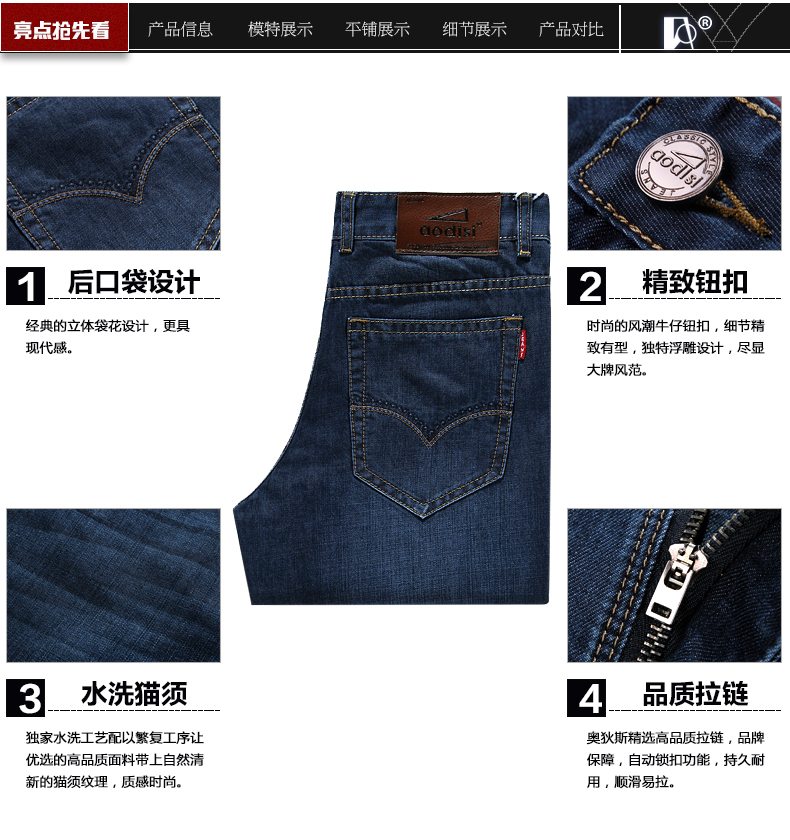 亮点抢先看
产品信息
模特展示
平铺展示
细节展示
产品对比
®
CLASSIC STYLE
aodisi
JEANS
aodisi
1 后口袋设计
经典的立体袋花设计，更具
现代感。
2 精致钮扣
时尚的风潮牛仔钮扣，细节精
致有型，独特浮雕设计，尽显
大牌风范。
3 水洗猫须
独家水洗工艺配以繁复工序让
优选的高品质面料带上自然清
新的猫须纹理，质感时尚。
4 品质拉链
奥狄斯精选高品质拉链，品牌
保障，自动锁扣功能，持久耐
用，顺滑易拉。